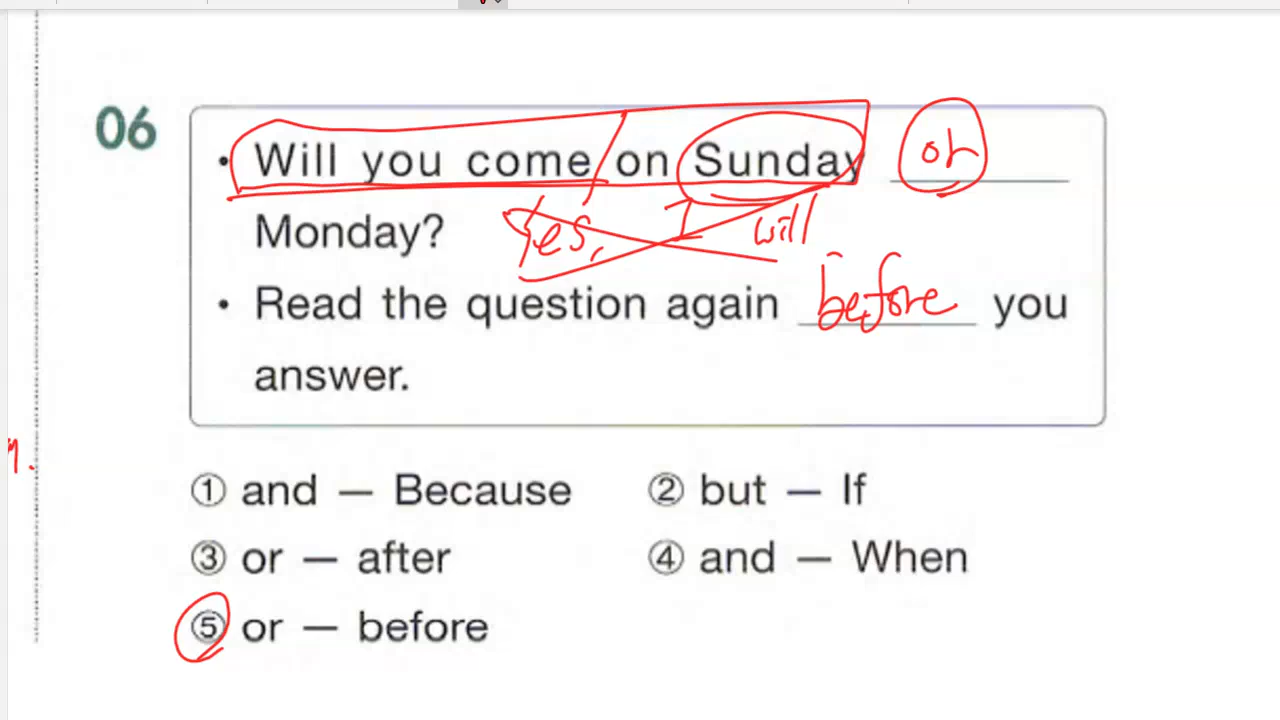 06
• Will you come on Sunday or
Monday? Yes, I will
• Read the question again before you
answer.
① and — Because ② but — If
③ or — after ④ and — When
⑤ or — before